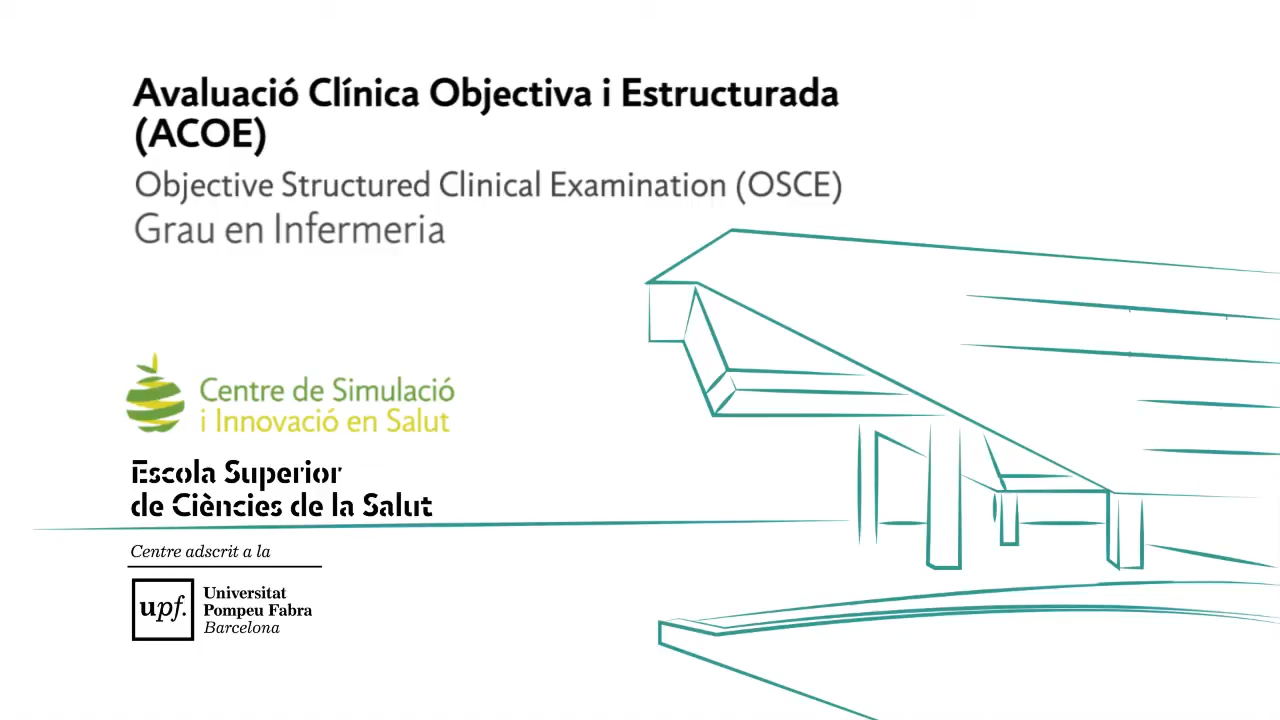 Avaluació Clínica Objectiva i Estructurada
(ACOE)
Objective Structured Clinical Examination (OSCE)
Grau en Infermeria
Centre de Simulació
i Innovació en Salut
Escola Superior
de Ciències de la Salut
Centre adscrit a la
upf.
Universitat
Pompeu Fabra
Barcelona